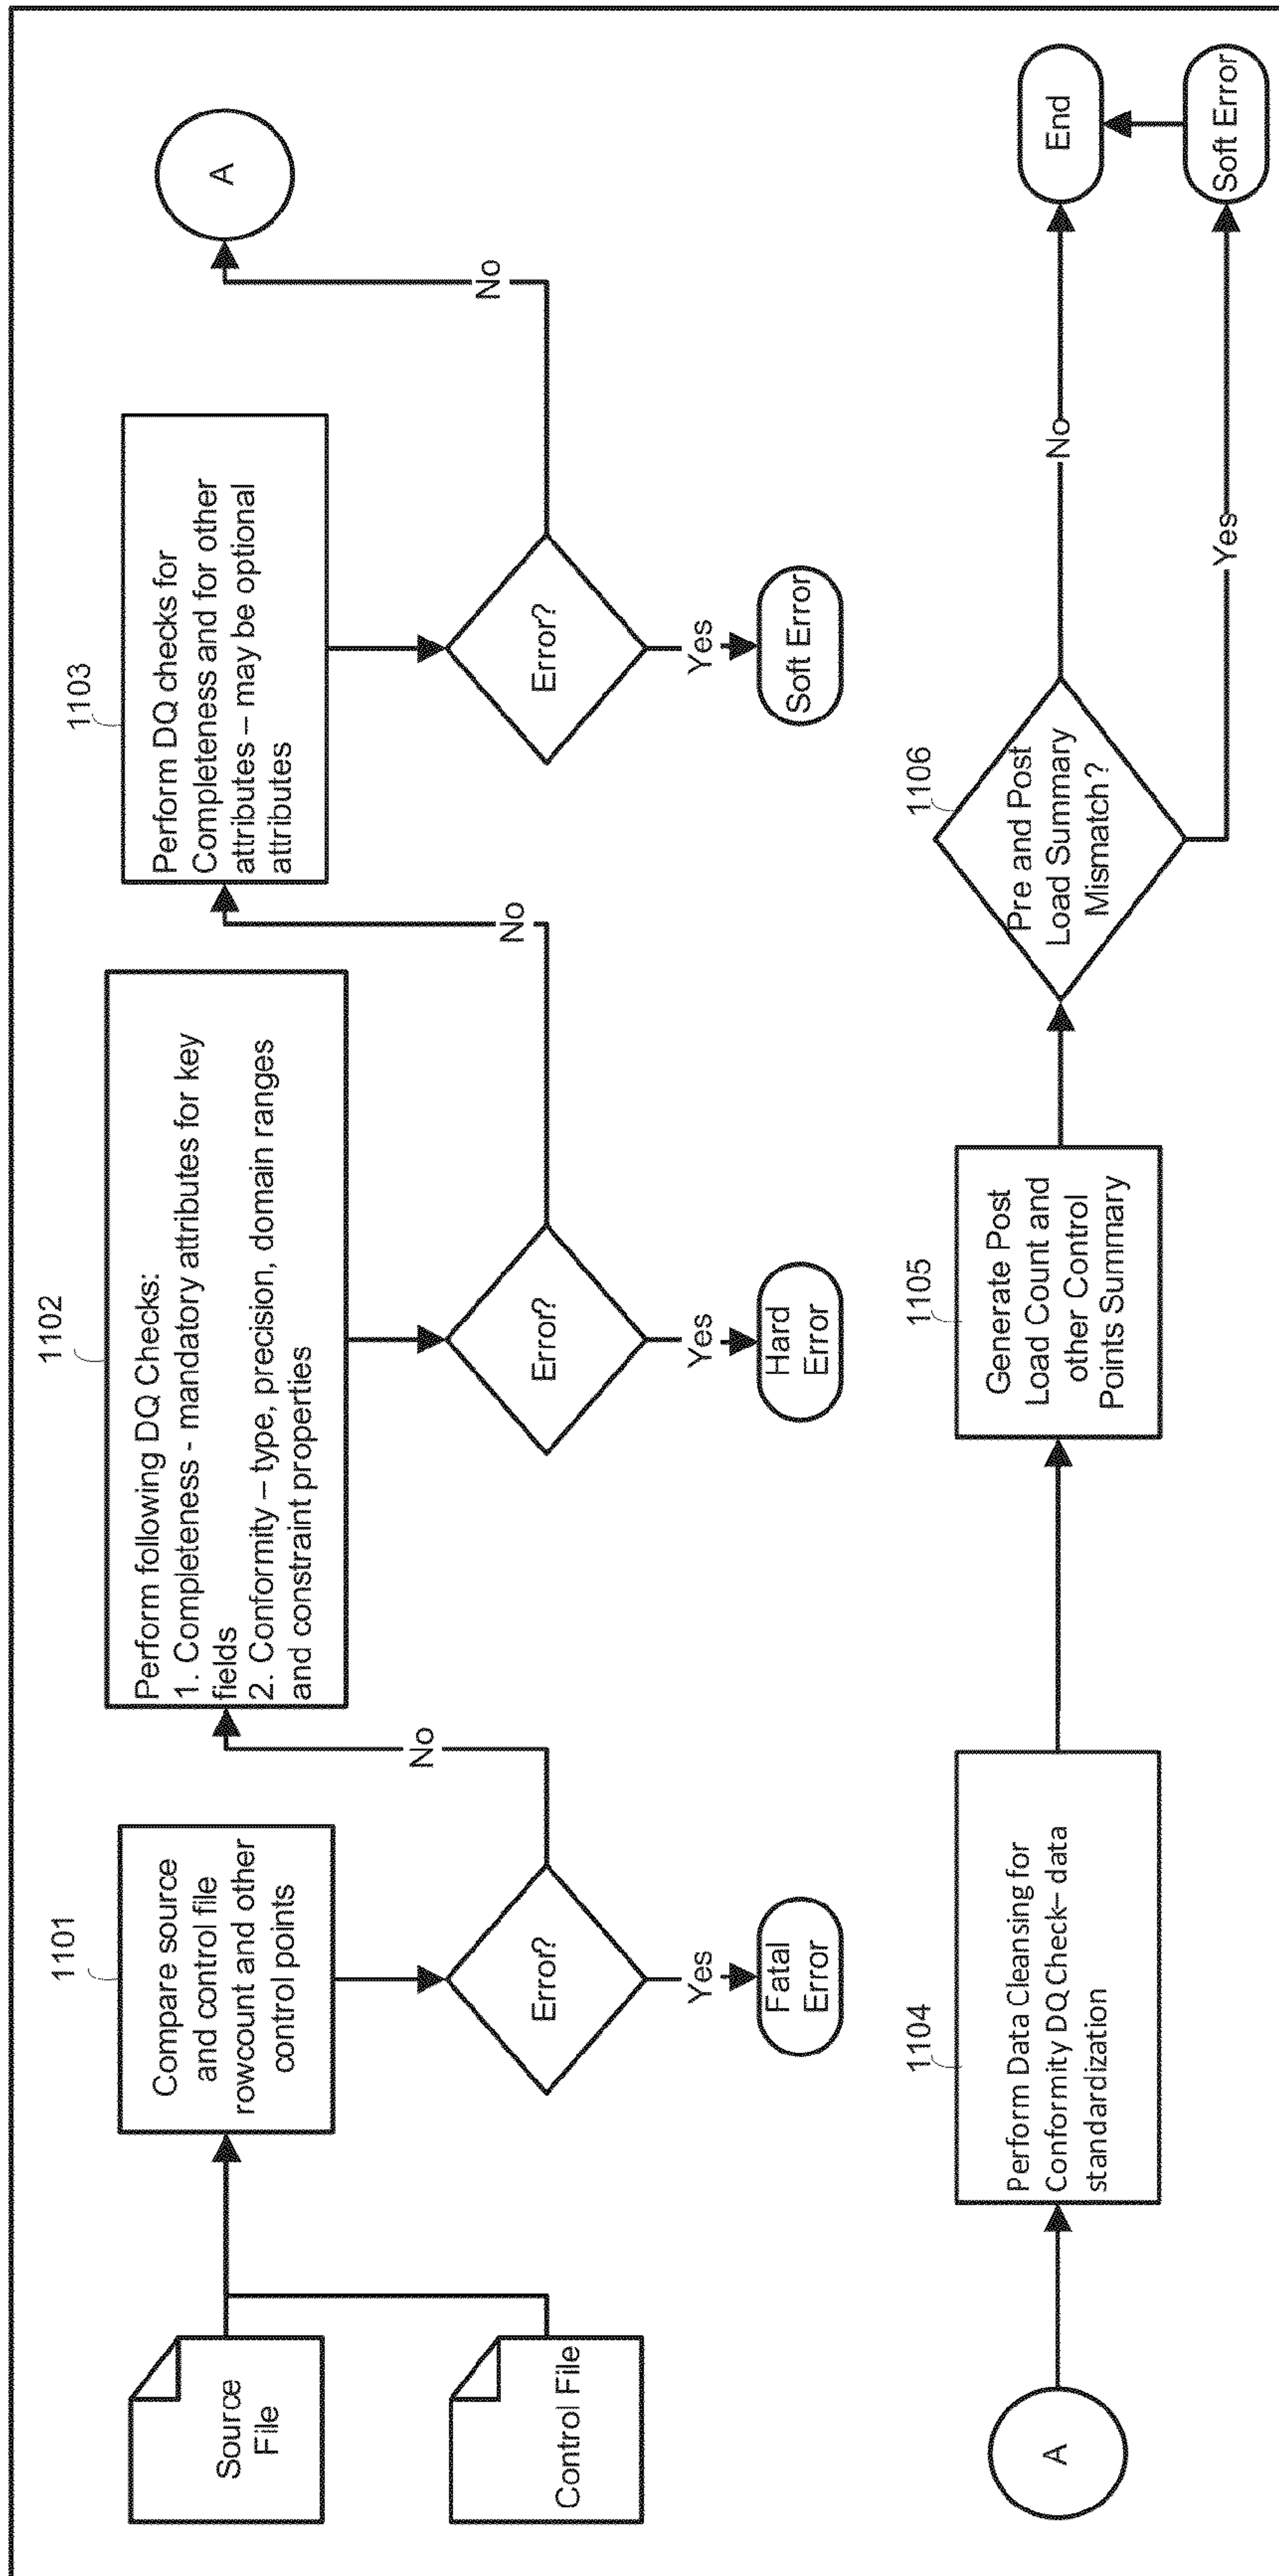 Source
File
Control File
1101
Compare source
and control file
rowcount and other
control points
Error?
No
Yes
Fatal
Error
1102
Perform following DQ Checks:
1. Completeness - mandatory attributes for key
fields
2. Conformity – type, precision, domain ranges
and constraint properties
Error?
No
Yes
Hard
Error
1103
Perform DQ checks for
Completeness and for other
attributes – may be optional
attributes
Error?
No
Yes
Soft Error
A
A
1104
Perform Data Cleansing for
Conformity DQ Check– data
standardization
1105
Generate Post
Load Count and
other Control
Points Summary
1106
Pre and Post
Load Summary
Mismatch?
No
Yes
End
Soft Error